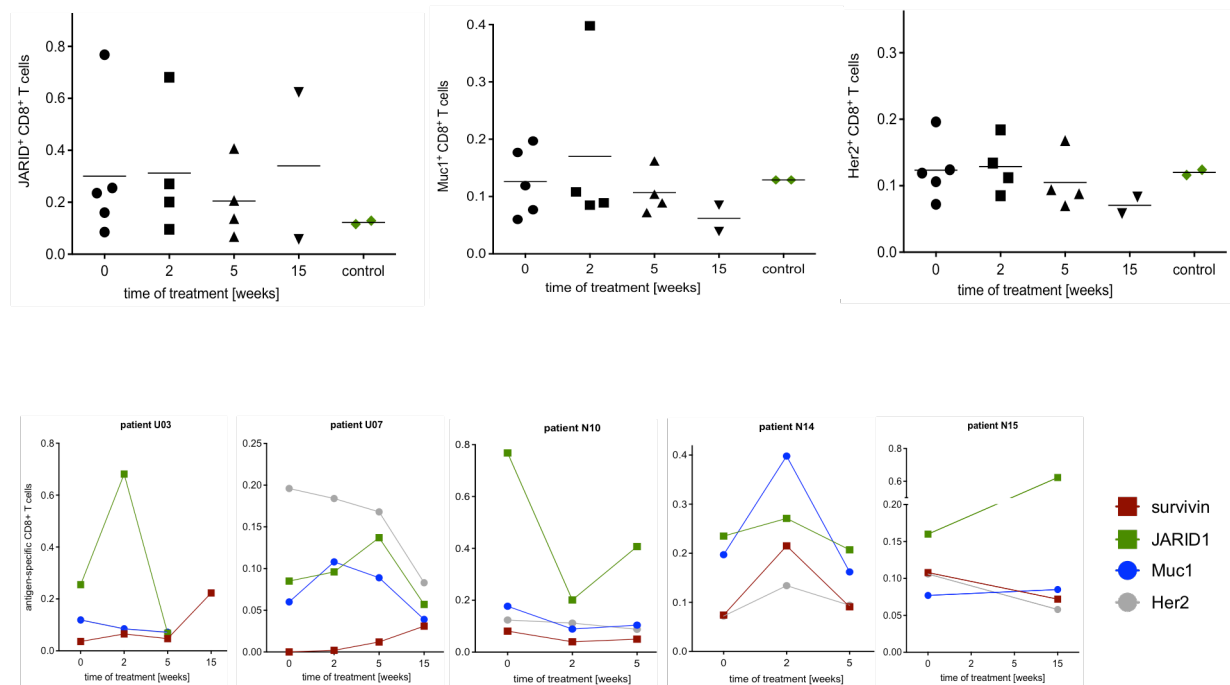 JARID⁺ CD8⁺ T cells
0.8
0.6
0.4
0.2
0.0
0 2 5 15 control
time of treatment [weeks]
Muc1⁺ CD8⁺ T cells
0.4
0.3
0.2
0.1
0.0
0 2 5 15 control
time of treatment [weeks]
Her2⁺ CD8⁺ T cells
0.3
0.2
0.1
0.0
0 2 5 15 control
time of treatment [weeks]
patient U03
antigen-specific CD8+ T cells
0.8
0.6
0.4
0.2
0.0
0 2 5 15
time of treatment [weeks]
patient U07
0.25
0.20
0.15
0.10
0.05
0.00
0 2 5 15
time of treatment [weeks]
patient N10
0.8
0.6
0.4
0.2
0.0
0 2 5
time of treatment [weeks]
patient N14
0.4
0.3
0.2
0.1
0.0
0 2 5
time of treatment [weeks]
patient N15
0.8
0.6
0.15
0.10
0.05
0.00
0 2 5 15
time of treatment [weeks]
survivin
JARID1
Muc1
Her2